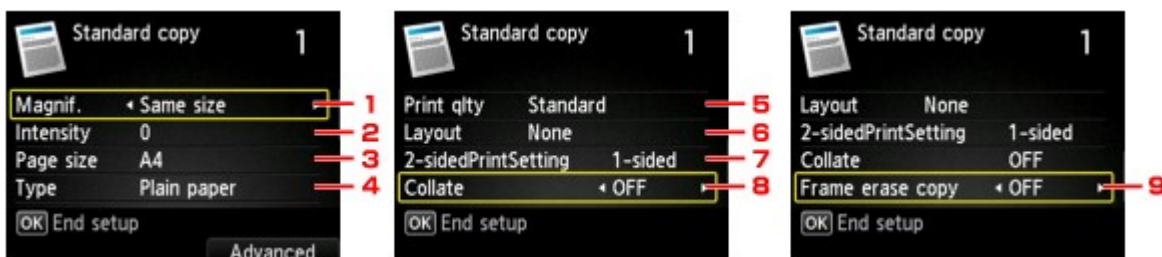 Standard copy 1
Magnif. Same size 1
Intensity 0 2
Page size A4 3
Type Plain paper 4
OK End setup
Advanced
Standard copy 1
Print qlty Standard 5
Layout None 6
2-sidedPrintSetting 1-sided 7
Collate OFF 8
OK End setup
Standard copy 1
Layout None
2-sidedPrintSetting 1-sided
Collate OFF
Frame erase copy OFF 9
OK End setup